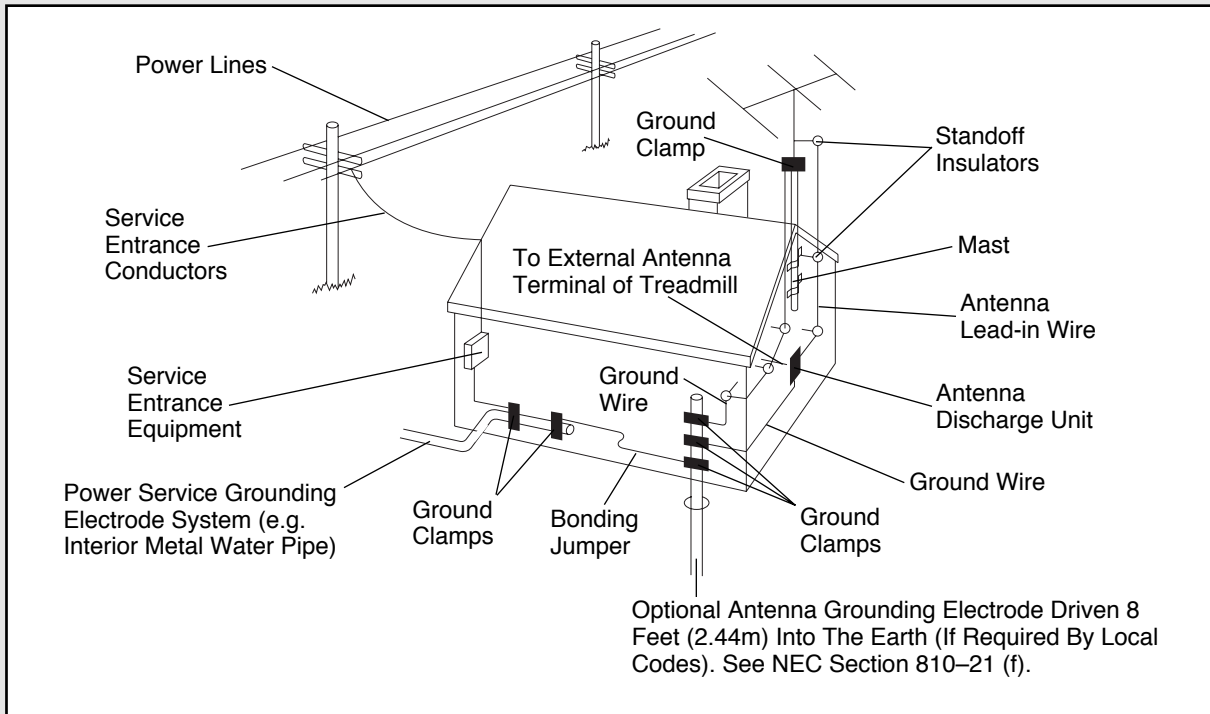 Power Lines
Ground
Clamp
Standoff
Insulators
Service
Entrance
Conductors
To External Antenna
Terminal of Treadmill
Mast
Antenna
Lead-in Wire
Service
Entrance
Equipment
Ground
Wire
Antenna
Discharge Unit
Power Service Grounding
Electrode System (e.g.
Interior Metal Water Pipe)
Ground
Clamps
Bonding
Jumper
Ground
Clamps
Ground Wire
Optional Antenna Grounding Electrode Driven 8
Feet (2.44m) Into The Earth (If Required By Local
Codes). See NEC Section 810–21 (f).